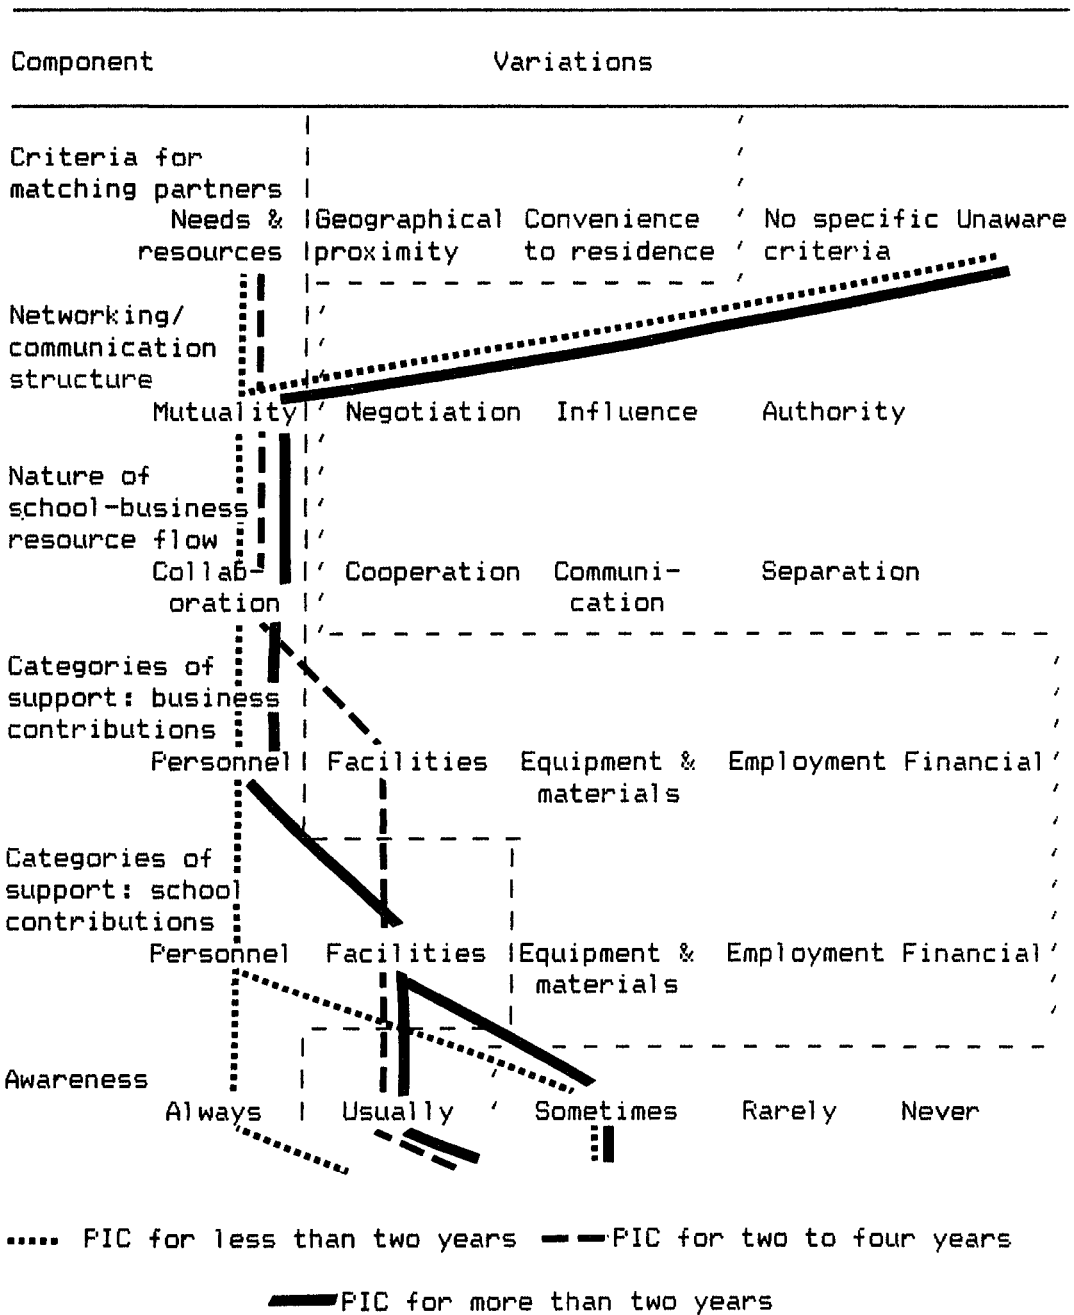 Component Variations
Criteria for
matching partners
Needs & Geographical Convenience No specific Unaware
resources proximity to residence criteria
Networking/
communication
structure
Mutuality Negotiation Influence Authority
Nature of
school-business
resource flow
Collab- Cooperation Communi- Separation
oration cation
Categories of
support: business
contributions
Personnel Facilities Equipment & Employment Financial
materials
Categories of
support: school
contributions
Personnel Facilities Equipment & Employment Financial
materials
Awareness
Always Usually Sometimes Rarely Never
PIC for less than two years PIC for two to four years
PIC for more than two years